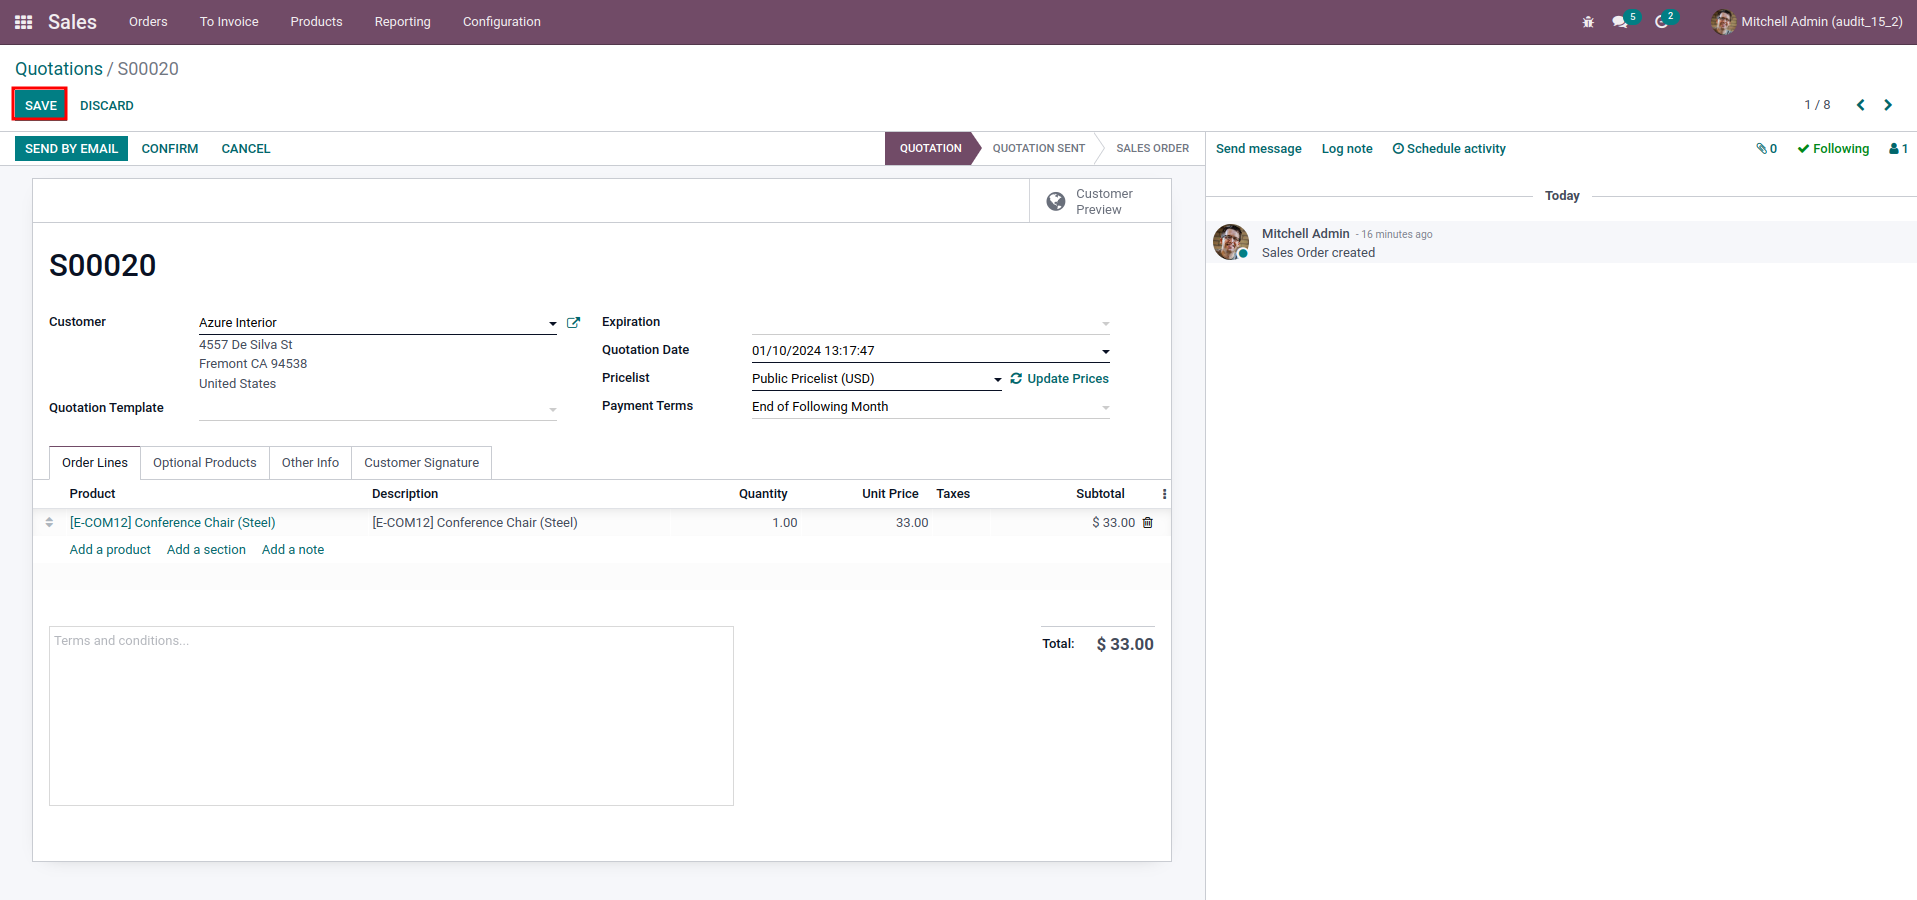 Sales Orders To Invoice Products Reporting Configuration 5 2 Mitchell Admin (audit_15_2)
Quotations / S00020
SAVE DISCARD 1 / 8
SEND BY EMAIL CONFIRM CANCEL QUOTATION QUOTATION SENT SALES ORDER Send message Log note Schedule activity 0 Following 1
Customer
Preview
Today
Mitchell Admin - 16 minutes ago
Sales Order created
S00020
Customer Azure Interior
4557 De Silva St
Fremont CA 94538
United States
Quotation Template
Expiration
Quotation Date 01/10/2024 13:17:47
Pricelist Public Pricelist (USD) Update Prices
Payment Terms End of Following Month
Order Lines Optional Products Other Info Customer Signature
Product Description Quantity Unit Price Taxes Subtotal
[E-COM12] Conference Chair (Steel) [E-COM12] Conference Chair (Steel) 1.00 33.00 $ 33.00
Add a product Add a section Add a note
Terms and conditions...
Total: $ 33.00